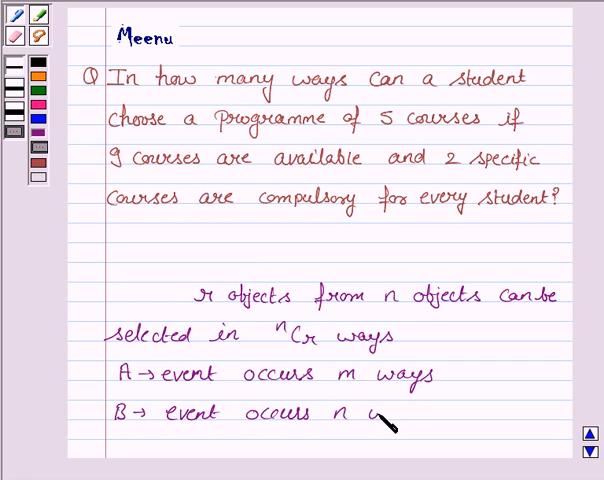 Meenu
Q In how many ways can a student
choose a programme of 5 courses if
9 courses are available and 2 specific
courses are compulsory for every student?
r objects from n objects can be
selected in ⁿCr ways
A → event occurs m ways
B → event occurs n